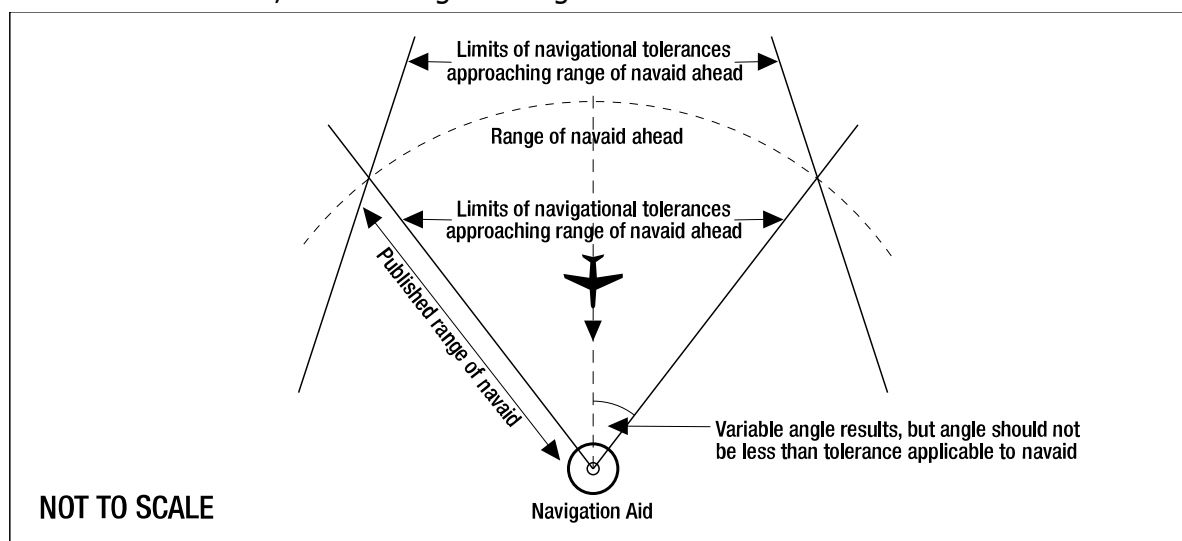 Limits of navigational tolerances
approaching range of navaid ahead
Range of navaid ahead
Limits of navigational tolerances
approaching range of navaid ahead
Published range of navaid
Variable angle results, but angle should not
be less than tolerance applicable to navaid
NOT TO SCALE
Navigation Aid